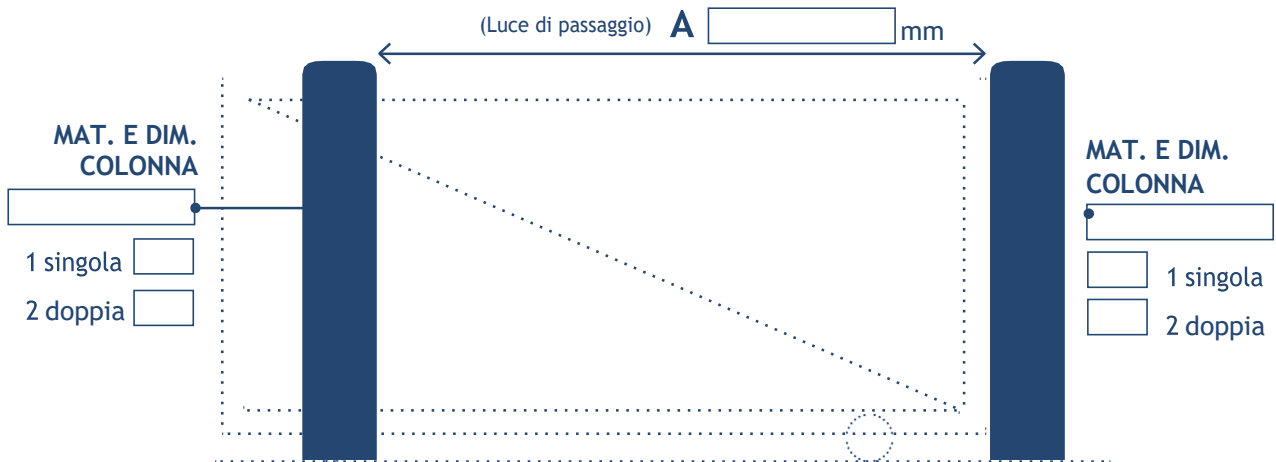 (Luce di passaggio) A mm
MAT. E DIM.
COLONNA
1 singola
2 doppia
MAT. E DIM.
COLONNA
1 singola
2 doppia